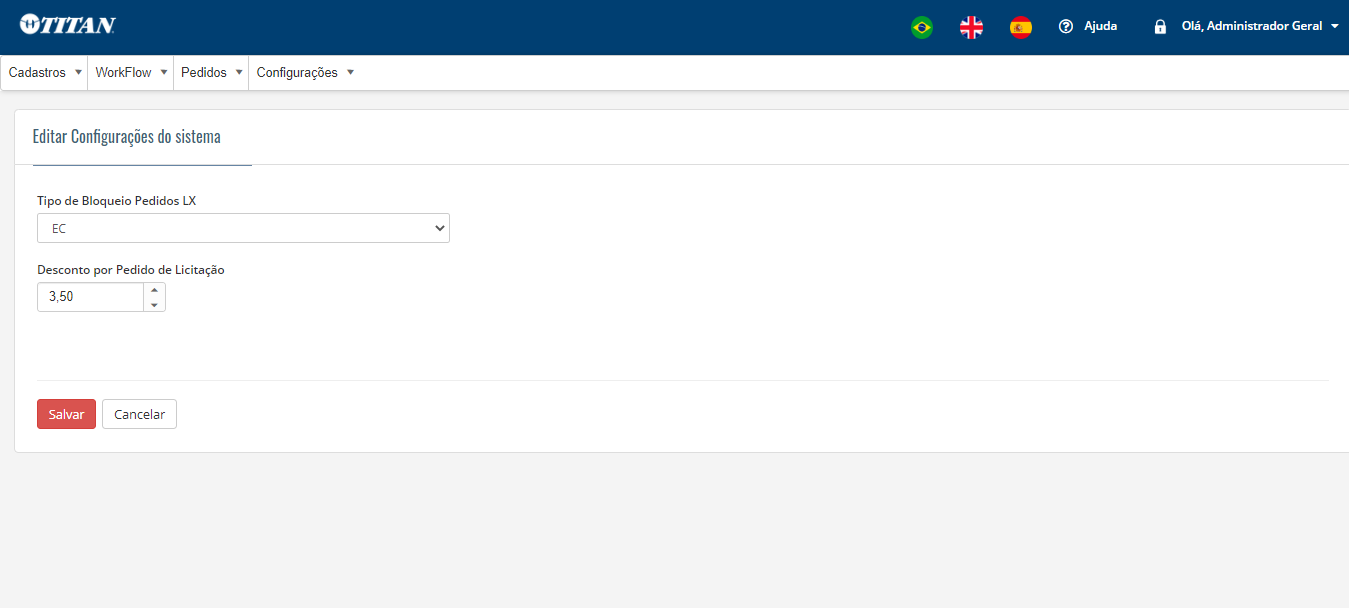 TITAN
Ajuda
Olá, Administrador Geral
Cadastros WorkFlow Pedidos Configurações
Editar Configurações do sistema
Tipo de Bloqueio Pedidos LX
EC
Desconto por Pedido de Licitação
3,50
Salvar Cancelar